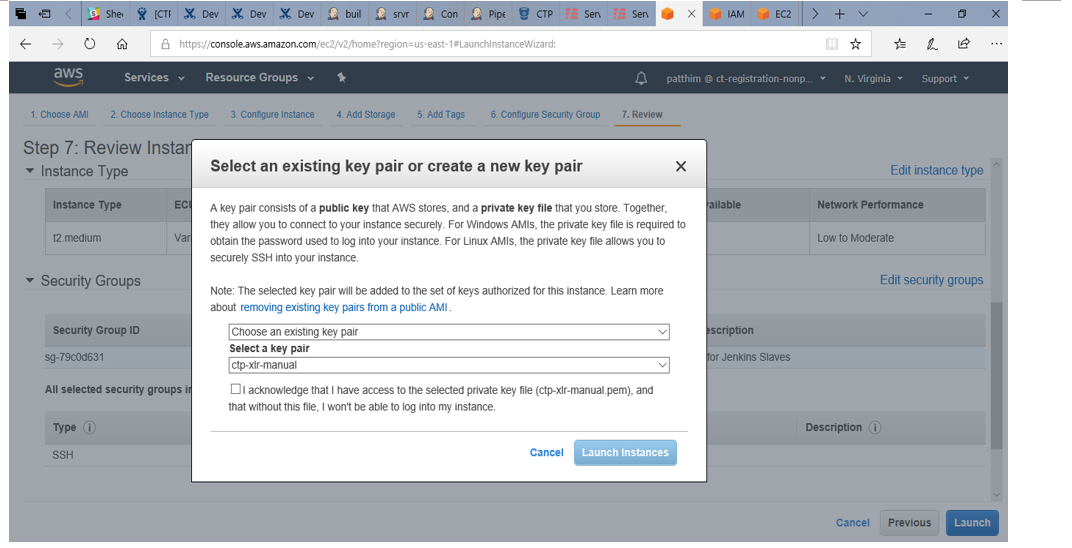 She
[CTI
Dev
Dev
Dev
buil
srvr
Con
Pipe
CTP
Serv
Serv
IAM
EC2
https://console.aws.amazon.com/ec2/v2/home?region=us-east-1#LaunchInstanceWizard:
aws
Services
Resource Groups
patthim @ ct-registration-nonp...
N. Virginia
Support
1. Choose AMI
2. Choose Instance Type
3. Configure Instance
4. Add Storage
5. Add Tags
6. Configure Security Group
7. Review
Step 7: Review Instan
Instance Type
Edit instance type
Instance Type
ECU
vailable
Network Performance
t2.medium
Vari
Low to Moderate
Security Groups
Edit security groups
Security Group ID
escription
sg-79c0d631
for Jenkins Slaves
All selected security groups in
Type
Description
SSH
Select an existing key pair or create a new key pair
A key pair consists of a public key that AWS stores, and a private key file that you store. Together,
they allow you to connect to your instance securely. For Windows AMIs, the private key file is required to
obtain the password used to log into your instance. For Linux AMIs, the private key file allows you to
securely SSH into your instance.
Note: The selected key pair will be added to the set of keys authorized for this instance. Learn more
about removing existing key pairs from a public AMI.
Choose an existing key pair
Select a key pair
ctp-xlr-manual
I acknowledge that I have access to the selected private key file (ctp-xlr-manual.pem), and
that without this file, I won't be able to log into my instance.
Cancel
Launch Instances
Cancel
Previous
Launch